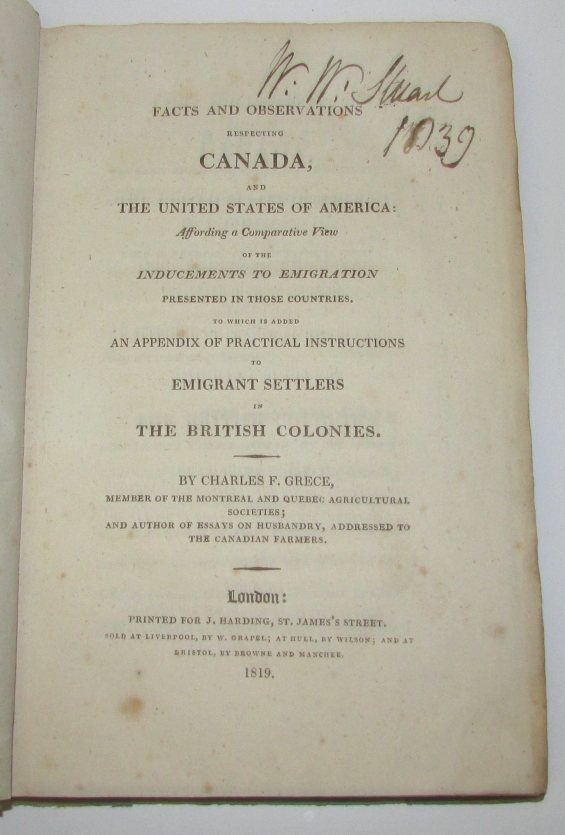 W. W. Stuart
1839
FACTS AND OBSERVATIONS
RESPECTING
CANADA,
AND
THE UNITED STATES OF AMERICA:
Affording a Comparative View
OF THE
INDUCEMENTS TO EMIGRATION
PRESENTED IN THOSE COUNTRIES.
TO WHICH IS ADDED
AN APPENDIX OF PRACTICAL INSTRUCTIONS
TO
EMIGRANT SETTLERS
IN
THE BRITISH COLONIES.
BY CHARLES F. GRECE,
MEMBER OF THE MONTREAL AND QUEBEC AGRICULTURAL
SOCIETIES;
AND AUTHOR OF ESSAYS ON HUSBANDRY, ADDRESSED TO
THE CANADIAN FARMERS.
London:
PRINTED FOR J. HARDING, ST. JAMES'S STREET.
SOLD AT LIVERPOOL, BY W. GRAPEL; AT HULL, BY WILSON; AND AT
BRISTOL, BY BROWNE AND MANCHEE.
1819.